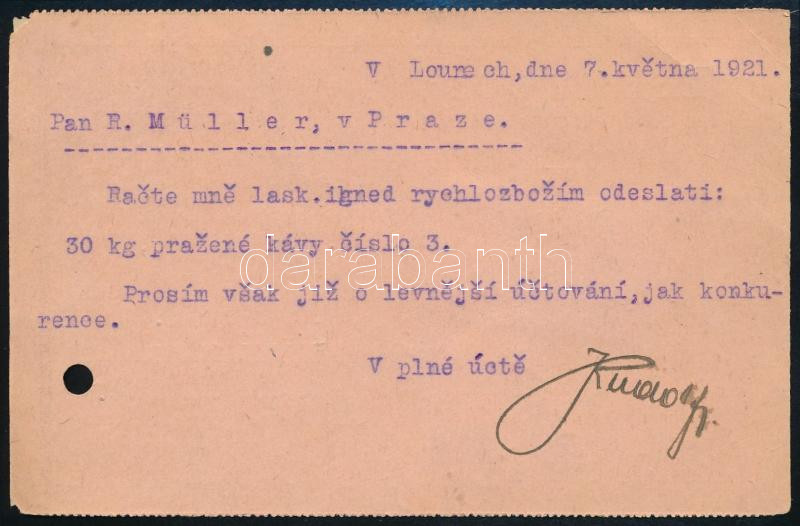 V Lounech, dne 7. května 1921.
Pan R. Müller, v Praze.
Račte mně lask. ihned rychlozbožím odeslati:
30 kg pražené kávy číslo 3.
darabanth
Prosím však již o levnější účtování, jak konku-
rence.
V plné úctě